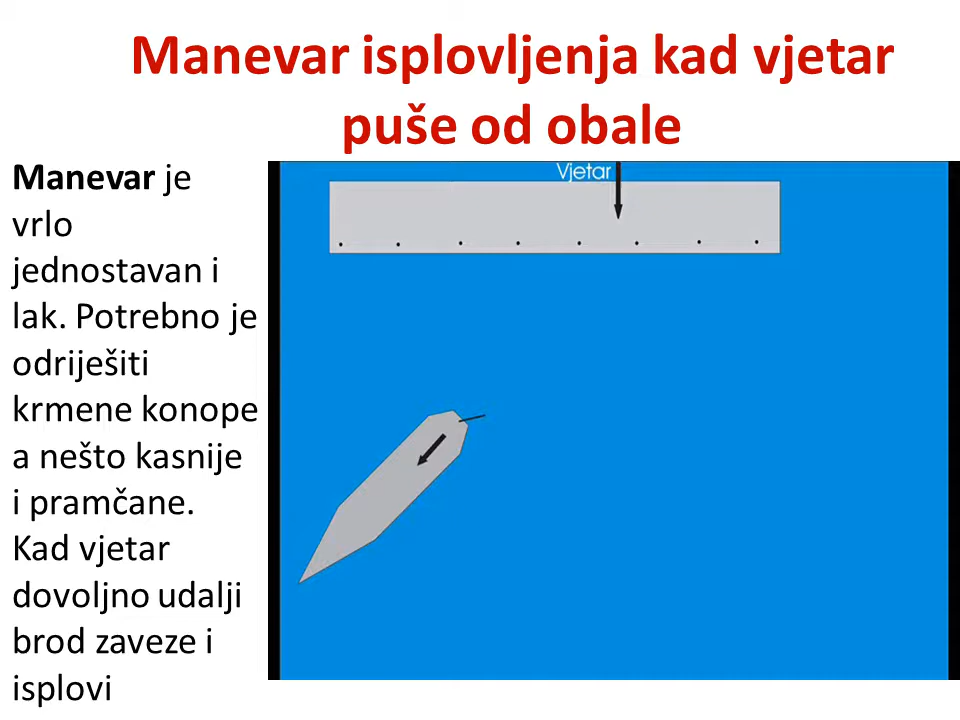 Manevar isplovljenja kad vjetar
puše od obale
Manevar je
vrlo
jednostavan i
lak. Potrebno je
odriješiti
krmene konope
a nešto kasnije
i pramčane.
Kad vjetar
dovoljno udalji
brod zaveze i
isplovi
Vjetar